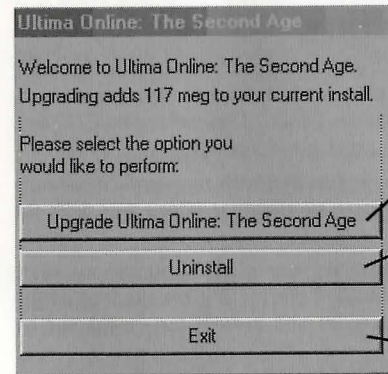 Ultima Online: The Second Age
Welcome to Ultima Online: The Second Age.
Upgrading adds 117 meg to your current install.
Please select the option you
would like to perform:
Upgrade Ultima Online: The Second Age
Uninstall
Exit